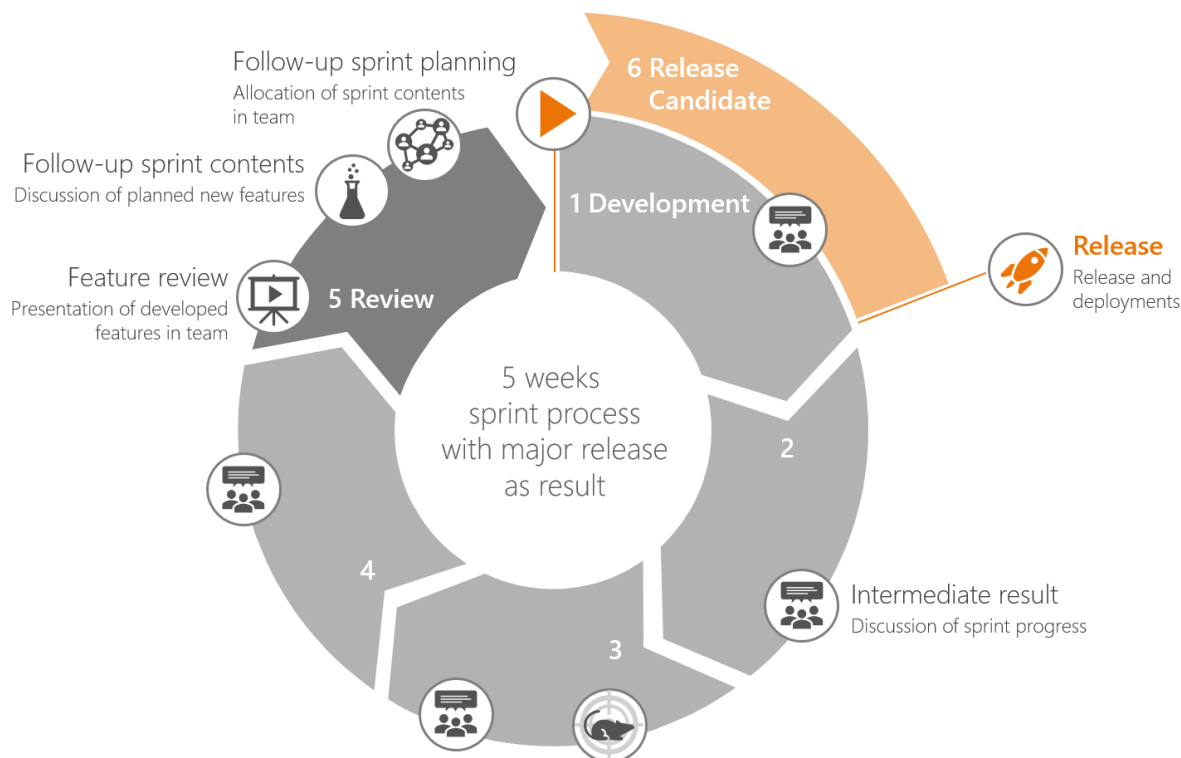 Follow-up sprint planning
Allocation of sprint contents
in team
Follow-up sprint contents
Discussion of planned new features
Feature review
Presentation of developed
features in team
5 Review
6 Release
Candidate
1 Development
Release
Release and
deployments
5 weeks
sprint process
with major release
as result
2
Intermediate result
Discussion of sprint progress
3
4